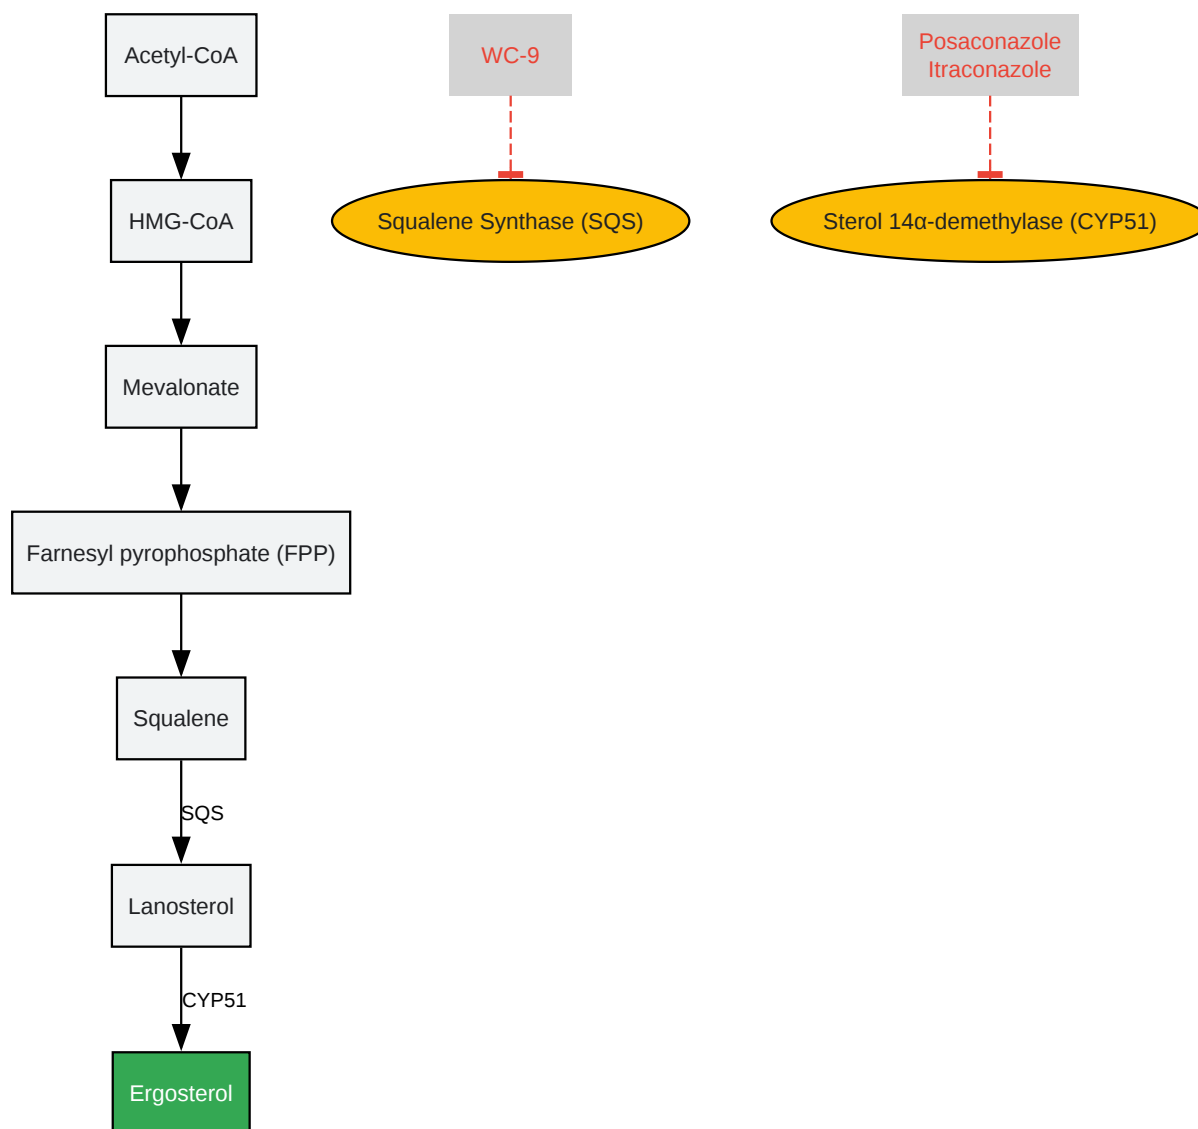 Acetyl-CoA
WC-9
Posaconazole
Itraconazole
HMG-CoA
Squalene Synthase (SQS)
Sterol 14α-demethylase (CYP51)
Mevalonate
Farnesyl pyrophosphate (FPP)
Squalene
SQS
Lanosterol
CYP51
Ergosterol